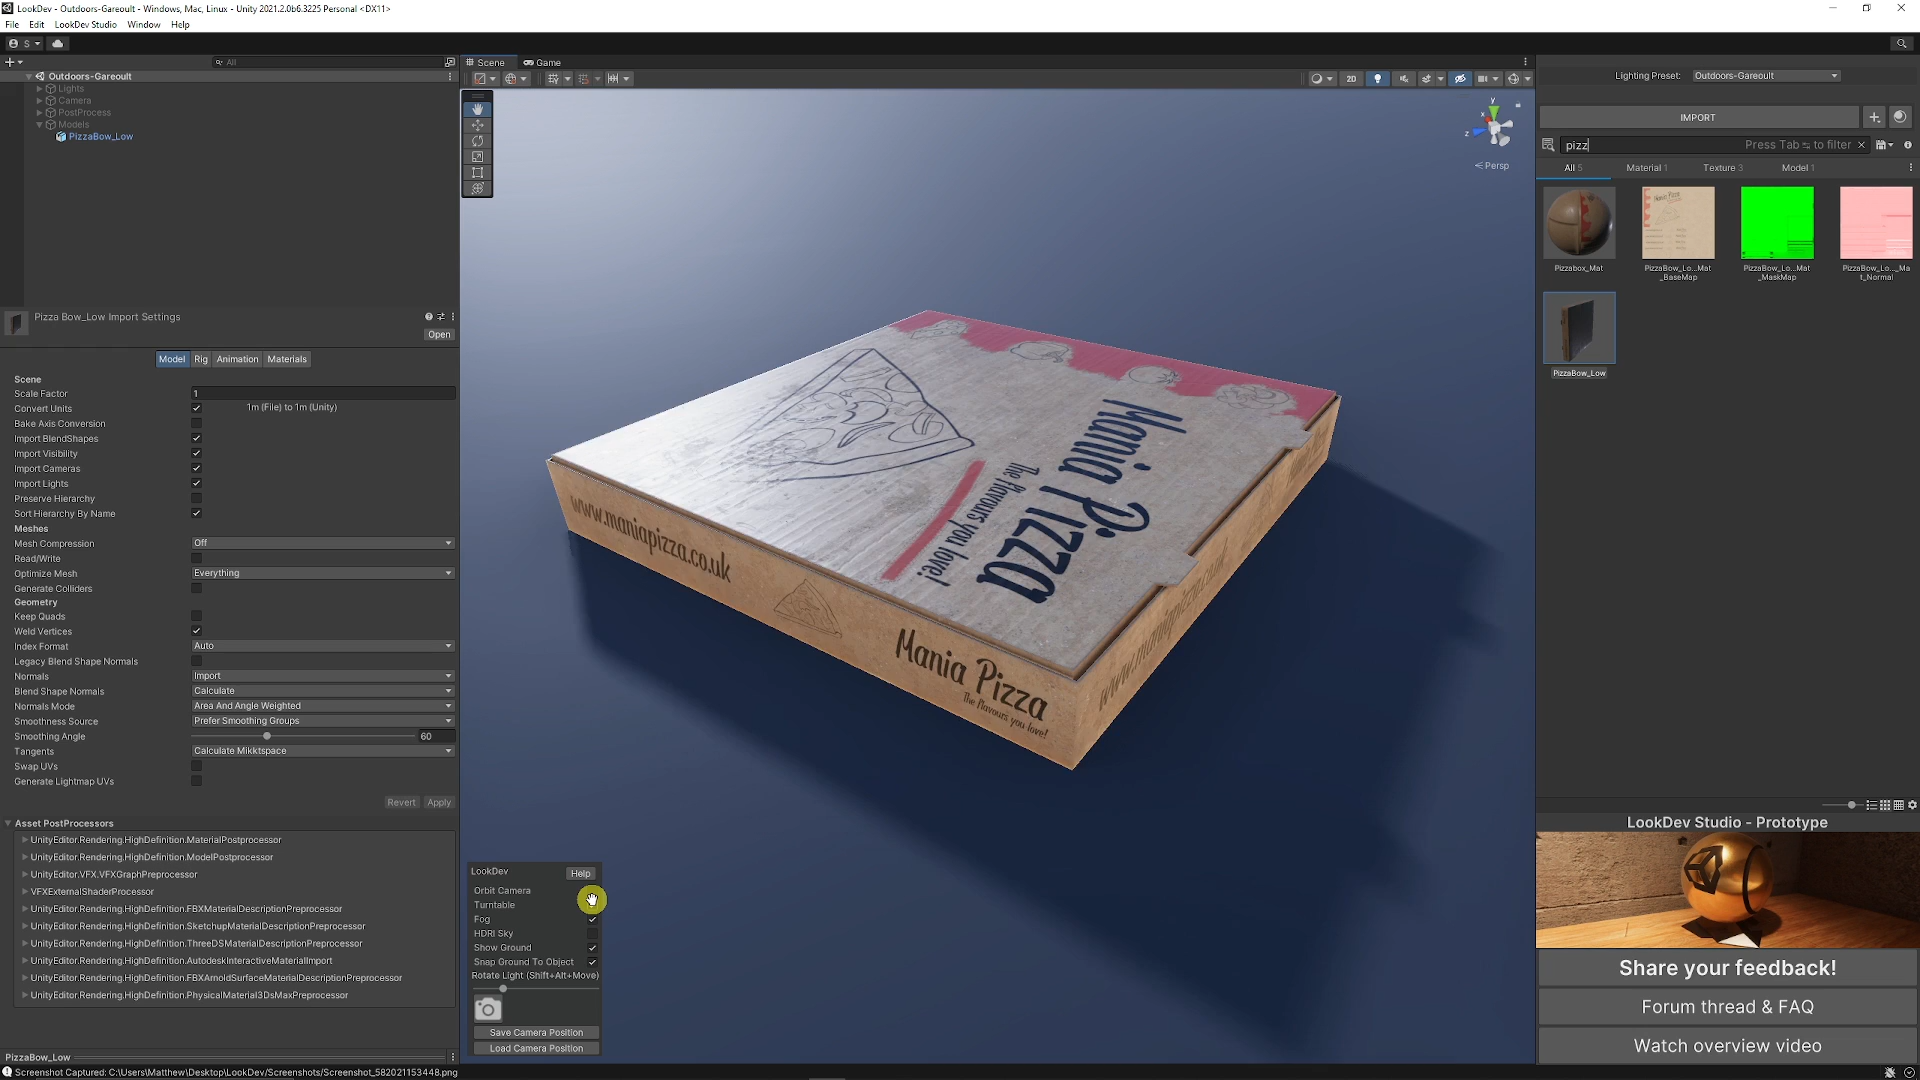 LookDev - Outdoors-Gareoult - Windows, Mac, Linux - Unity 2021.2.0b6.3225 Personal <DX11>
File Edit LookDev Studio Window Help
S
All
Outdoors-Gareoult
Lights
Camera
PostProcess
Models
PizzaBow_Low
Pizza Bow_Low Import Settings
Open
Model Rig Animation Materials
Scene
Scale Factor 1
Convert Units 1m (File) to 1m (Unity)
Bake Axis Conversion
Import BlendShapes
Import Visibility
Import Cameras
Import Lights
Preserve Hierarchy
Sort Hierarchy By Name
Meshes
Mesh Compression Off
Read/Write
Optimize Mesh Everything
Generate Colliders
Geometry
Keep Quads
Weld Vertices
Index Format Auto
Legacy Blend Shape Normals
Normals Import
Blend Shape Normals Calculate
Normals Mode Area And Angle Weighted
Smoothness Source Prefer Smoothing Groups
Smoothing Angle 60
Tangents Calculate Mikktspace
Swap UVs
Generate Lightmap UVs
Revert Apply
Asset PostProcessors
UnityEditor.Rendering.HighDefinition.MaterialPostprocessor
UnityEditor.Rendering.HighDefinition.ModelPostprocessor
UnityEditor.VFX.VFXGraphPreprocessor
VFXExternalShaderProcessor
UnityEditor.Rendering.HighDefinition.FBXMaterialDescriptionPreprocessor
UnityEditor.Rendering.HighDefinition.SketchupMaterialDescriptionPreprocessor
UnityEditor.Rendering.HighDefinition.ThreeDSMaterialDescriptionPreprocessor
UnityEditor.Rendering.HighDefinition.AutodeskInteractiveMaterialImport
UnityEditor.Rendering.HighDefinition.FBXArnoldSurfaceMaterialDescriptionPreprocessor
UnityEditor.Rendering.HighDefinition.PhysicalMaterial3DsMaxPreprocessor
PizzaBow_Low
Screenshot Captured: C:\Users\Matthew\Desktop\LookDev/Screenshots/Screenshot_582021153448.png
Scene Game
2D
y
x
z
< Persp
Mania Pizza
The flavours you love!
www.maniapizza.co.uk
Mania Pizza
The flavours you love!
www.maniapizza.co.uk
LookDev Help
Orbit Camera
Turntable
Fog
HDRI Sky
Show Ground
Snap Ground To Object
Rotate Light (Shift+Alt+Move)
Save Camera Position
Load Camera Position
Lighting Preset: Outdoors-Gareoult
IMPORT
pizz Press Tab to filter
All 5 Material 1 Texture 3 Model 1
Pizzabox_Mat
PizzaBow_Lo...Mat
_BaseMap
PizzaBow_Lo...Mat
_MaskMap
PizzaBow_Lo..._Ma
t_Normal
PizzaBow_Low
LookDev Studio - Prototype
Share your feedback!
Forum thread & FAQ
Watch overview video